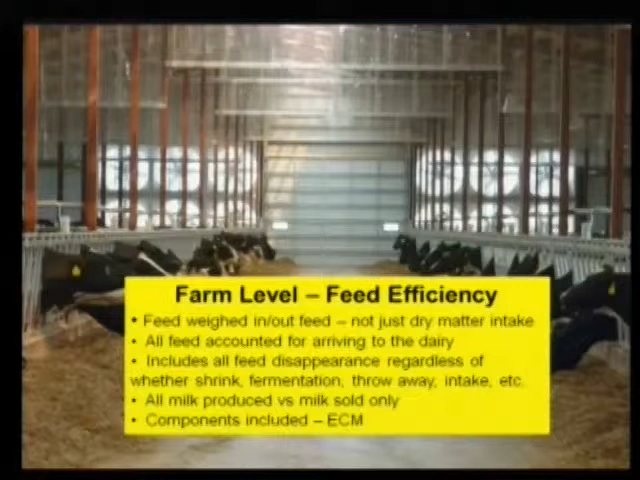 Farm Level – Feed Efficiency
• Feed weighed in/out feed – not just dry matter intake
• All feed accounted for arriving to the dairy
• Includes all feed disappearance regardless of
whether shrink, fermentation, throw away, intake, etc.
• All milk produced vs milk sold only
• Components included – ECM